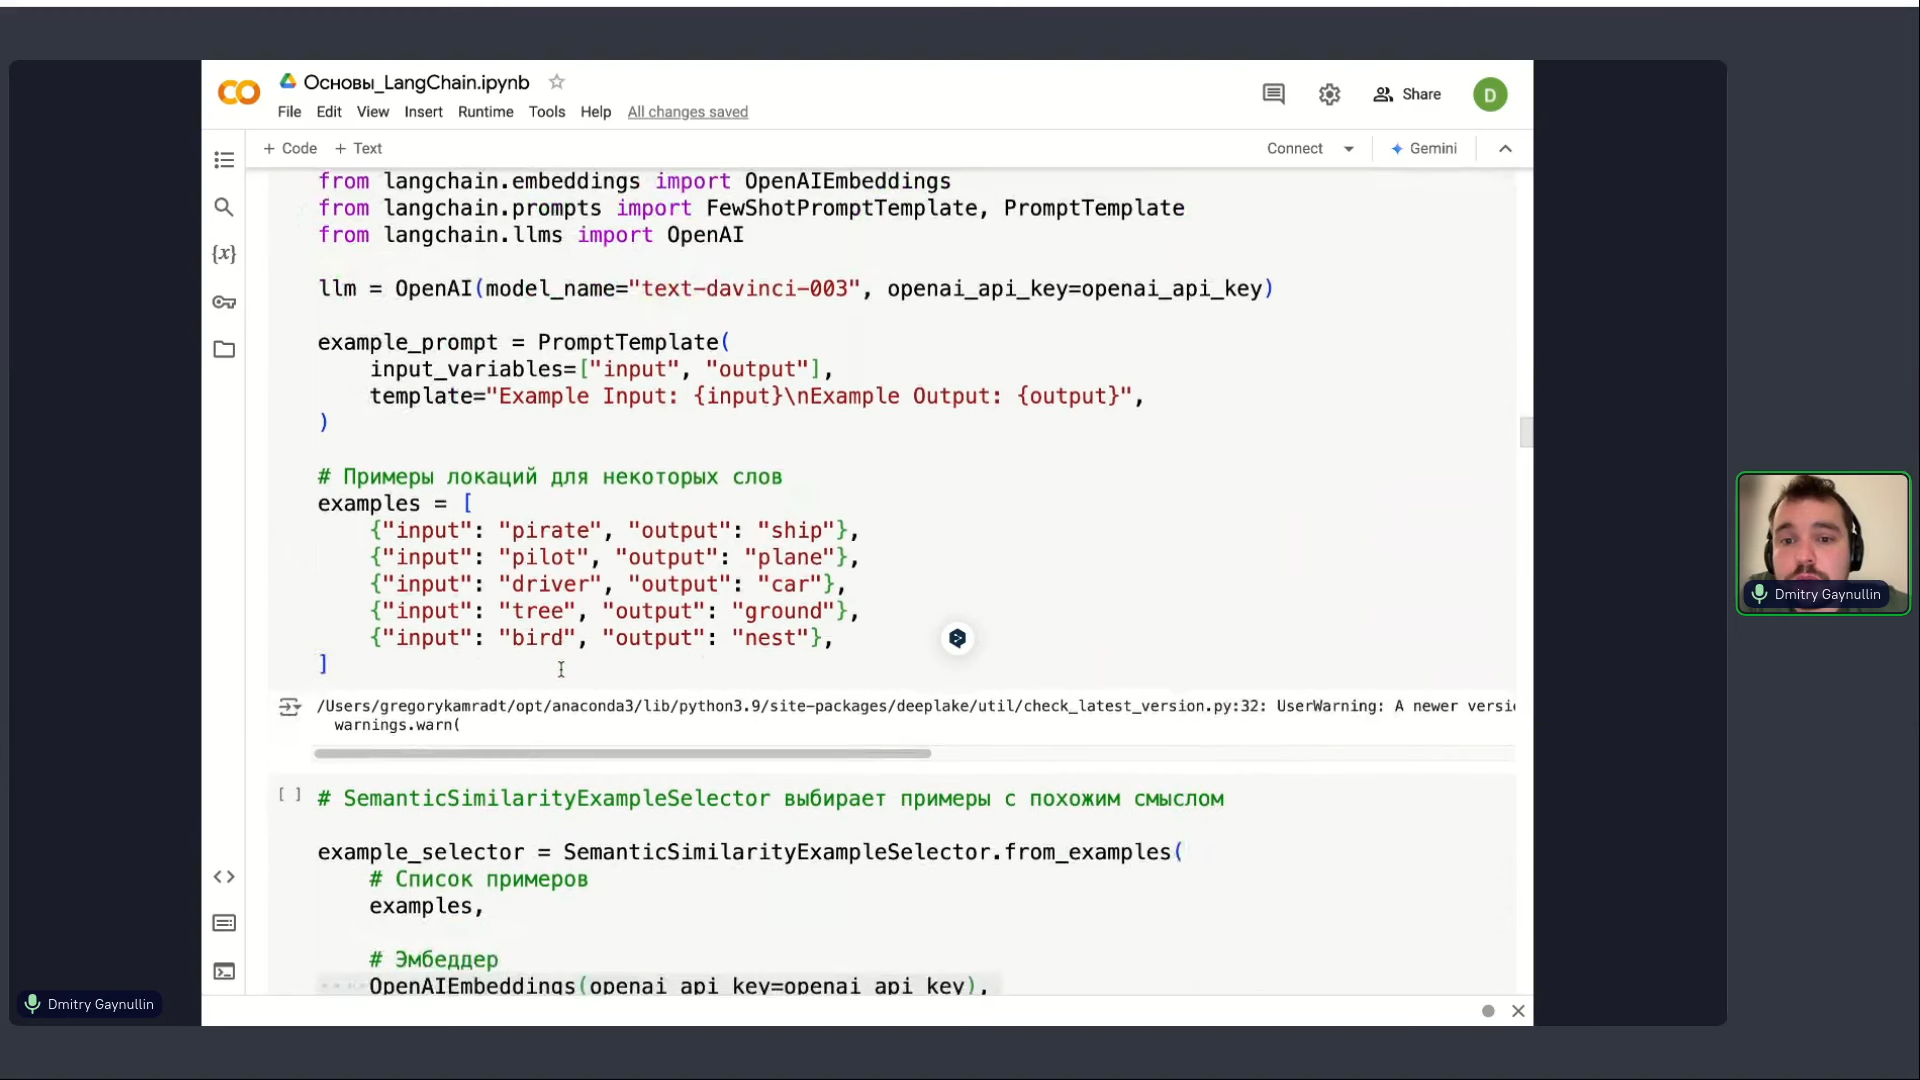 Основы_LangChain.ipynb
File Edit View Insert Runtime Tools Help All changes saved
Share
D
+ Code + Text
Connect
Gemini
from langchain.embeddings import OpenAIEmbeddings
from langchain.prompts import FewShotPromptTemplate, PromptTemplate
from langchain.llms import OpenAI
llm = OpenAI(model_name="text-davinci-003", openai_api_key=openai_api_key)
example_prompt = PromptTemplate(
input_variables=["input", "output"],
template="Example Input: {input}\nExample Output: {output}",
)
# Примеры локаций для некоторых слов
examples = [
{"input": "pirate", "output": "ship"},
{"input": "pilot", "output": "plane"},
{"input": "driver", "output": "car"},
{"input": "tree", "output": "ground"},
{"input": "bird", "output": "nest"},
]
/Users/gregorykamradt/opt/anaconda3/lib/python3.9/site-packages/deeplake/util/check_latest_version.py:32: UserWarning: A newer versi
warnings.warn(
[ ] # SemanticSimilarityExampleSelector выбирает примеры с похожим смыслом
example_selector = SemanticSimilarityExampleSelector.from_examples(
# Список примеров
examples,
# Эмбеддер
OpenAIEmbeddings(openai_api_key=openai_api_key),
Dmitry Gaynullin
Dmitry Gaynullin